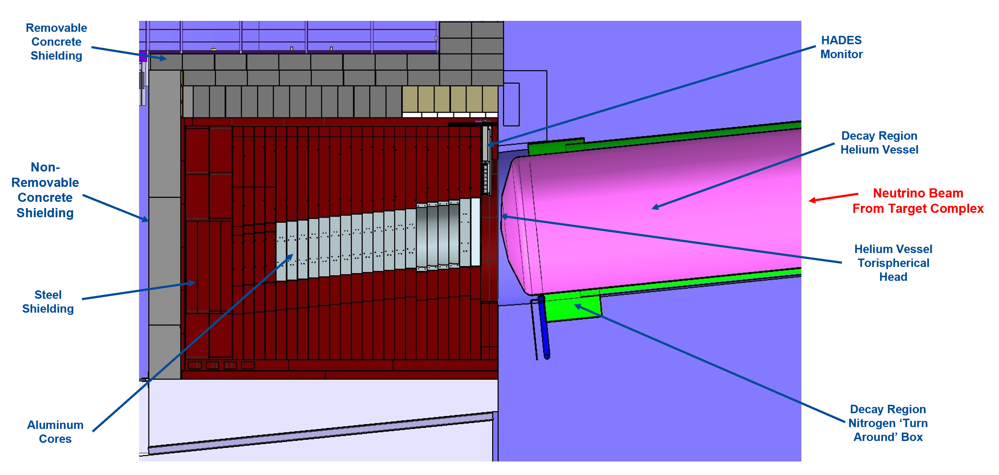 Removable
Concrete
Shielding
Non-
Removable
Concrete
Shielding
Steel
Shielding
Aluminum
Cores
HADES
Monitor
Decay Region
Helium Vessel
Neutrino Beam
From Target Complex
Helium Vessel
Torispherical
Head
Decay Region
Nitrogen ‘Turn
Around’ Box